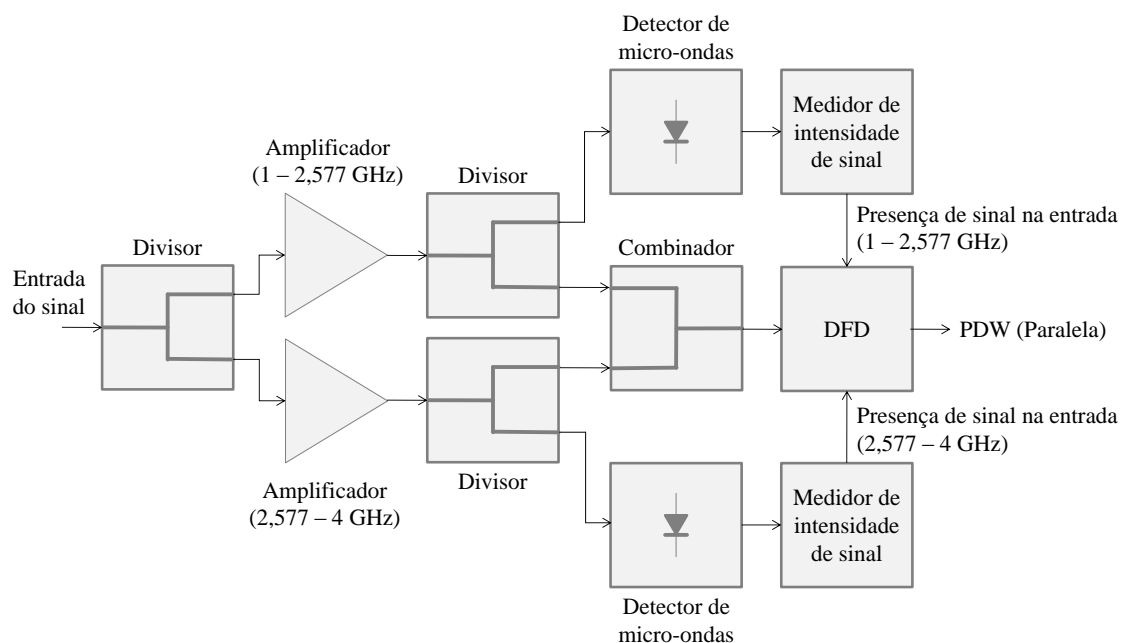 Detector de
micro-ondas
Medidor de
intensidade
de sinal
Amplificador
(1 – 2,577 GHz)
Divisor
Presença de sinal na entrada
(1 – 2,577 GHz)
Divisor
Combinador
Entrada
do sinal
DFD
PDW (Paralela)
Presença de sinal na entrada
(2,577 – 4 GHz)
Amplificador
(2,577 – 4 GHz)
Divisor
Medidor de
intensidade
de sinal
Detector de
micro-ondas